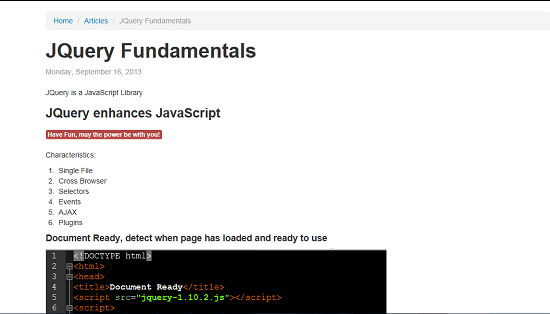 Home / Articles / JQuery Fundamentals
JQuery Fundamentals
Monday, September 16, 2013
JQuery is a JavaScript Library
JQuery enhances JavaScript
Have Fun, may the power be with you!
Characteristics:
1. Single File
2. Cross Browser
3. Selectors
4. Events
5. AJAX
6. Plugins
Document Ready, detect when page has loaded and ready to use
1 <!DOCTYPE html>
2 <html>
3 <head>
4 <title>Document Ready</title>
5 <script src="jquery-1.10.2.js"></script>
6 <script>